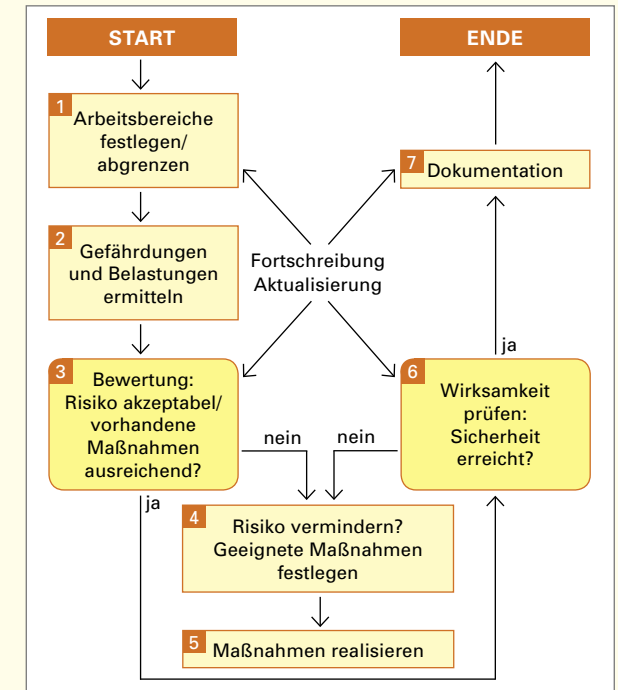 START
ENDE
1
Arbeitsbereiche
festlegen/
abgrenzen
7
Dokumentation
2
Gefährdungen
und Belastungen
ermitteln
Fortschreibung
Aktualisierung
ja
3
Bewertung:
Risiko akzeptabel/
vorhandene
Maßnahmen
ausreichend?
nein
nein
6
Wirksamkeit
prüfen:
Sicherheit
erreicht?
ja
4
Risiko vermindern?
Geeignete Maßnahmen
festlegen
5
Maßnahmen realisieren